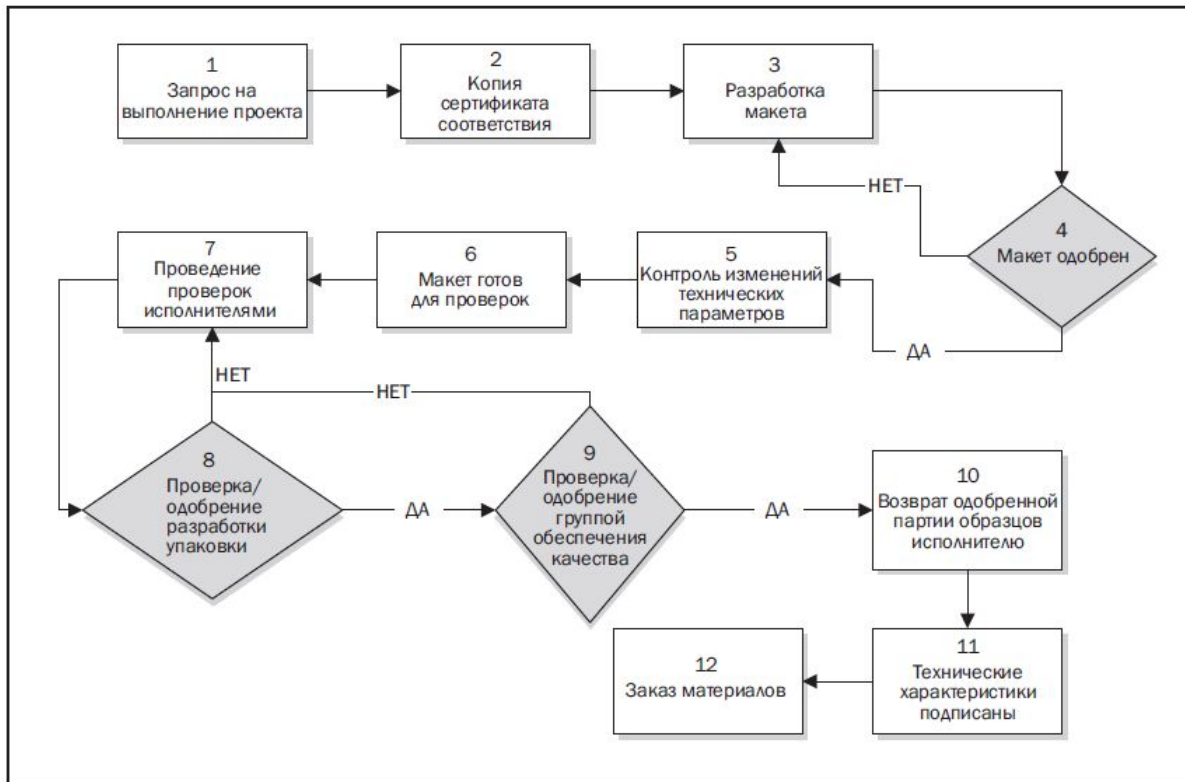 1
Запрос на
выполнение проекта
2
Копия
сертификата
соответствия
3
Разработка
макета
НЕТ
4
Макет одобрен
7
Проведение
проверок
исполнителями
6
Макет готов
для проверок
5
Контроль изменений
технических
параметров
ДА
НЕТ
НЕТ
8
Проверка/
одобрение
разработки
упаковки
ДА
9
Проверка/
одобрение
группой
обеспечения
качества
ДА
10
Возврат одобренной
партии образцов
исполнителю
12
Заказ материалов
11
Технические
характеристики
подписаны